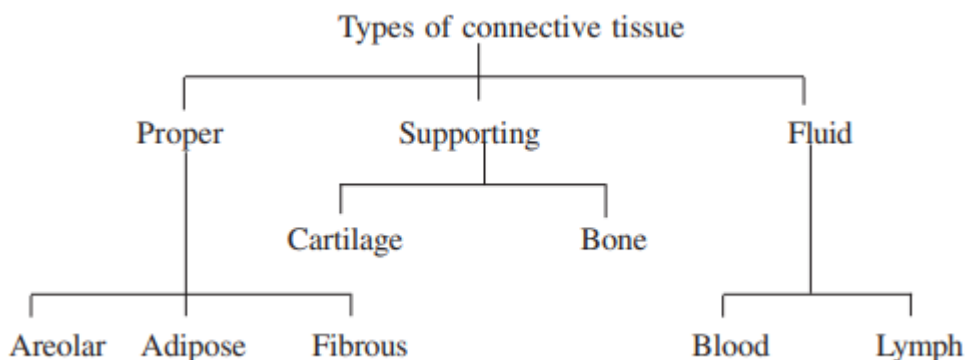 Types of connective tissue
Proper Supporting Fluid
Cartilage Bone
Areolar Adipose Fibrous Blood Lymph